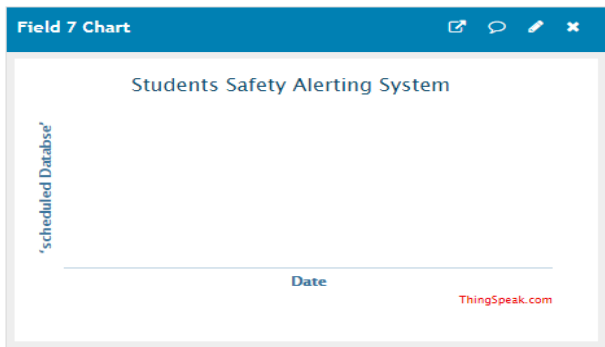 Field 7 Chart
Students Safety Alerting System
'scheduled Databse'
Date
ThingSpeak.com